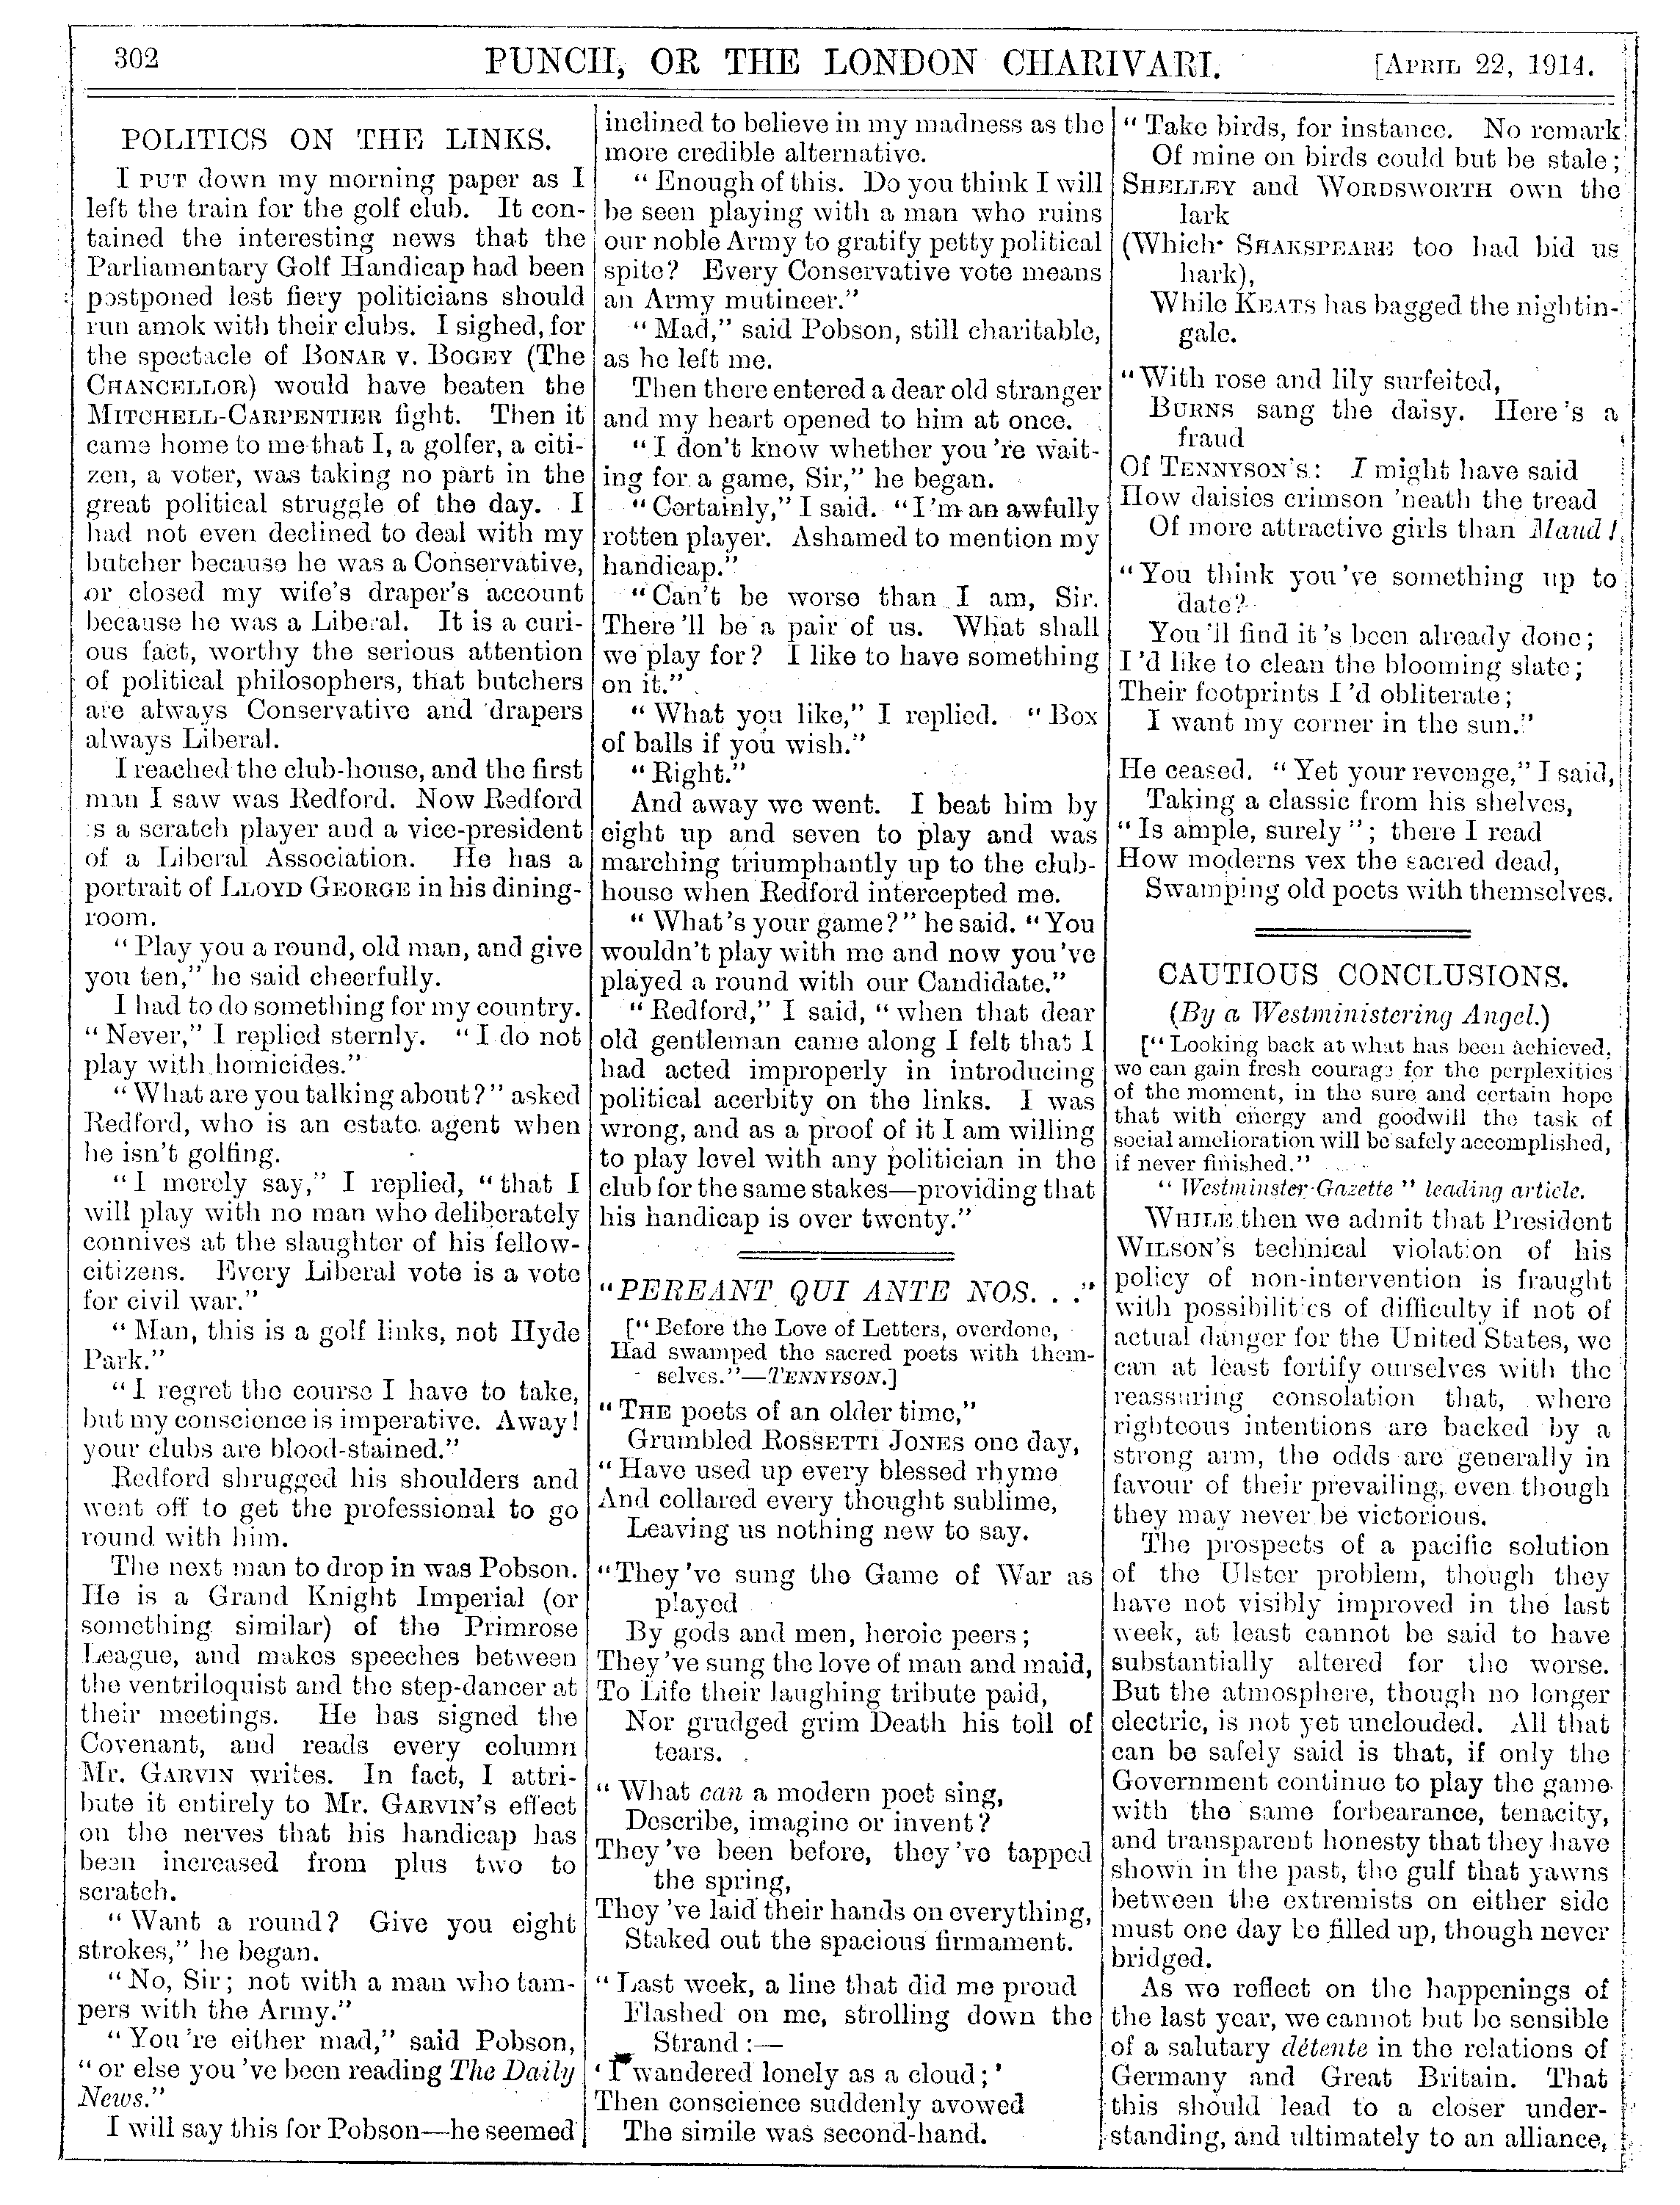 302
PUNCH, OR THE LONDON CHARIVARI.
[APRIL 22, 1914.
POLITICS ON THE LINKS.
I PUT down my morning paper as I
left the train for the golf club. It con-
tained the interesting news that the
Parliamentary Golf Handicap had been
postponed lest fiery politicians should
run amok with their clubs. I sighed, for
the spectacle of BONAR v. BOGEY (The
CHANCELLOR) would have beaten the
MITCHELL-CARPENTIER fight. Then it
came home to me that I, a golfer, a citi-
zen, a voter, was taking no part in the
great political struggle of the day. I
had not even declined to deal with my
butcher because he was a Conservative,
or closed my wife's draper's account
because he was a Liberal. It is a curi-
ous fact, worthy the serious attention
of political philosophers, that butchers
are always Conservative and drapers
always Liberal.
I reached the club-house, and the first
man I saw was Redford. Now Redford
is a scratch player and a vice-president
of a Liberal Association. He has a
portrait of LLOYD GEORGE in his dining-
room.
"Play you a round, old man, and give
you ten," he said cheerfully.
I had to do something for my country.
"Never," I replied sternly. "I do not
play with homicides."
"What are you talking about?" asked
Redford, who is an estate agent when
he isn't golfing.
"I merely say," I replied, "that I
will play with no man who deliberately
connives at the slaughter of his fellow-
citizens. Every Liberal vote is a vote
for civil war."
"Man, this is a golf links, not Hyde
Park."
"I regret the course I have to take,
but my conscience is imperative. Away!
your clubs are blood-stained."
Redford shrugged his shoulders and
went off to get the professional to go
round with him.
The next man to drop in was Pobson.
He is a Grand Knight Imperial (or
something similar) of the Primrose
League, and makes speeches between
the ventriloquist and the step-dancer at
their meetings. He has signed the
Covenant, and reads every column
Mr. GARVIN writes. In fact, I attri-
bute it entirely to Mr. GARVIN'S effect
on the nerves that his handicap has
been increased from plus two to
scratch.
"Want a round? Give you eight
strokes," he began.
"No, Sir; not with a man who tam-
pers with the Army."
"You're either mad," said Pobson,
"or else you've been reading The Daily
News."
I will say this for Pobson—he seemed
inclined to believe in my madness as the
more credible alternative.
"Enough of this. Do you think I will
be seen playing with a man who ruins
our noble Army to gratify petty political
spite? Every Conservative vote means
an Army mutineer."
"Mad," said Pobson, still charitable,
as he left me.
Then there entered a dear old stranger
and my heart opened to him at once.
"I don't know whether you're wait-
ing for a game, Sir," he began.
"Certainly," I said. "I'm an awfully
rotten player. Ashamed to mention my
handicap."
"Can't be worse than I am, Sir.
There'll be a pair of us. What shall
we play for? I like to have something
on it."
"What you like," I replied. "Box
of balls if you wish."
"Right."
And away we went. I beat him by
eight up and seven to play and was
marching triumphantly up to the club-
house when Redford intercepted me.
"What's your game?" he said. "You
wouldn't play with me and now you've
played a round with our Candidate."
"Redford," I said, "when that dear
old gentleman came along I felt that I
had acted improperly in introducing
political acerbity on the links. I was
wrong, and as a proof of it I am willing
to play level with any politician in the
club for the same stakes—providing that
his handicap is over twenty."
"PEREANT QUI ANTE NOS. . ."
["Before the Love of Letters, overdone,
Had swamped the sacred poets with them-
selves."—TENNYSON.]
"THE poets of an older time,"
Grumbled ROSSETTI JONES one day,
"Have used up every blessed rhyme
And collared every thought sublime,
Leaving us nothing new to say.
"They've sung the Game of War as
played
By gods and men, heroic peers;
They've sung the love of man and maid,
To Life their laughing tribute paid,
Nor grudged grim Death his toll of
tears.
"What can a modern poet sing,
Describe, imagine or invent?
They've been before, they've tapped
the spring,
They've laid their hands on everything,
Staked out the spacious firmament.
"Last week, a line that did me proud
Flashed on me, strolling down the
Strand:—
'I wandered lonely as a cloud;'
Then conscience suddenly avowed
The simile was second-hand.
"Take birds, for instance. No remark
Of mine on birds could but be stale;
SHELLEY and WORDSWORTH own the
lark
(Which SHAKSPEARE too had bid us
hark),
While KEATS has bagged the nightin-
gale.
"With rose and lily surfeited,
BURNS sang the daisy. Here's a
fraud
Of TENNYSON'S: I might have said
How daisies crimson 'neath the tread
Of more attractive girls than Maud!
"You think you've something up to
date?
You'll find it's been already done;
I'd like to clean the blooming slate;
Their footprints I'd obliterate;
I want my corner in the sun."
He ceased. "Yet your revenge," I said,
Taking a classic from his shelves,
"Is ample, surely"; there I read
How moderns vex the sacred dead,
Swamping old poets with themselves.
CAUTIOUS CONCLUSIONS.
(By a Westministering Angel.)
["Looking back at what has been achieved,
we can gain fresh courage for the perplexities
of the moment, in the sure and certain hope
that with energy and goodwill the task of
social amelioration will be safely accomplished,
if never finished."
"Westminster Gazette" leading article.
WHILE then we admit that President
WILSON'S technical violation of his
policy of non-intervention is fraught
with possibilities of difficulty if not of
actual danger for the United States, we
can at least fortify ourselves with the
reassuring consolation that, where
righteous intentions are backed by a
strong arm, the odds are generally in
favour of their prevailing, even though
they may never be victorious.
The prospects of a pacific solution
of the Ulster problem, though they
have not visibly improved in the last
week, at least cannot be said to have
substantially altered for the worse.
But the atmosphere, though no longer
electric, is not yet unclouded. All that
can be safely said is that, if only the
Government continue to play the game
with the same forbearance, tenacity,
and transparent honesty that they have
shown in the past, the gulf that yawns
between the extremists on either side
must one day be filled up, though never
bridged.
As we reflect on the happenings of
the last year, we cannot but be sensible
of a salutary détente in the relations of
Germany and Great Britain. That
this should lead to a closer under-
standing, and ultimately to an alliance,